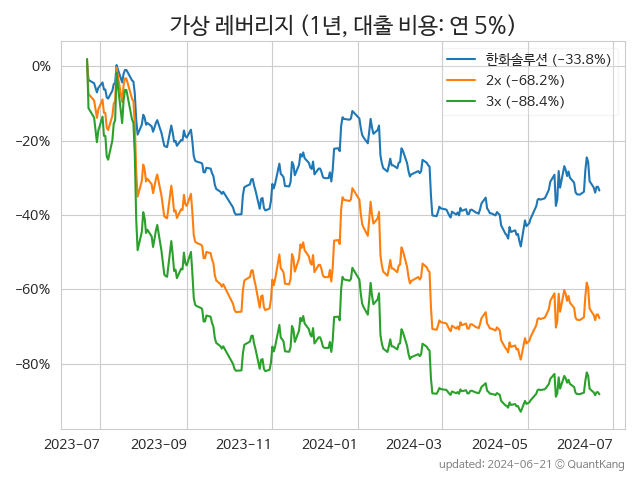 가상 레버리지 (1년, 대출 비용: 연 5%)
한화솔루션 (−33.8%)
2x (−68.2%)
3x (−88.4%)
0%
−20%
−40%
−60%
−80%
2023-07
2023-09
2023-11
2024-01
2024-03
2024-05
2024-07
updated: 2024-06-21 © QuantKang